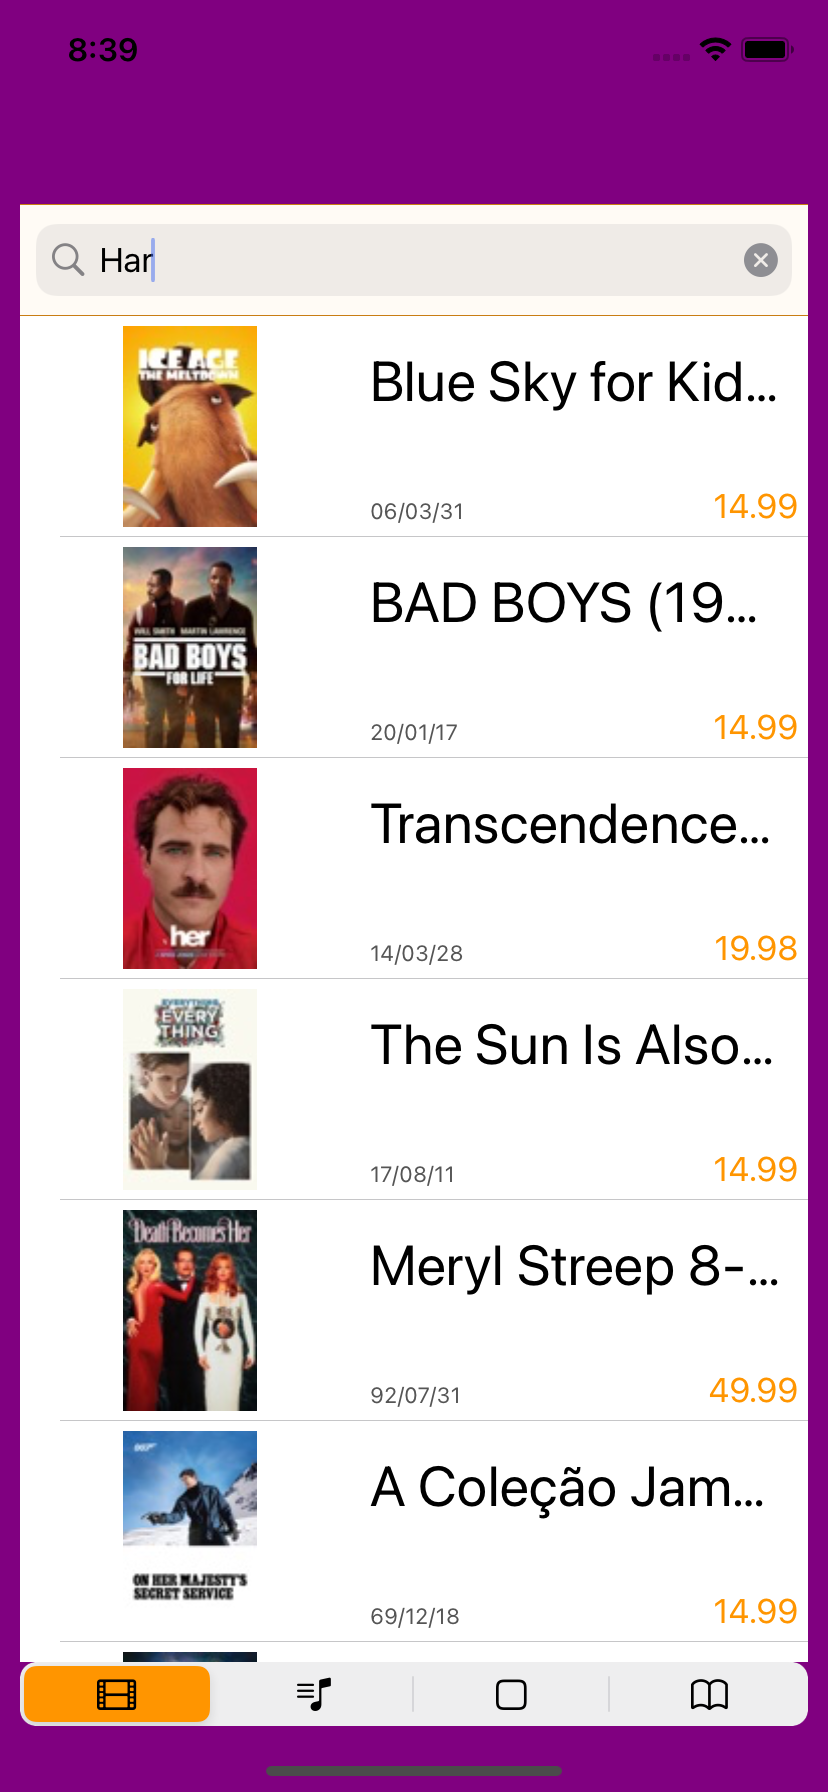 8:39
Har
ICE AGE
THE MELTDOWN
Blue Sky for Kid...
06/03/31
14.99
WILL SMITH MARTIN LAWRENCE
BAD BOYS
FOR LIFE
BAD BOYS (19...
20/01/17
14.99
her
Transcendence...
14/03/28
19.98
EVERYTHING,
EVERY
THING
The Sun Is Also...
17/08/11
14.99
Death Becomes Her
Meryl Streep 8-...
92/07/31
49.99
007
ON HER MAJESTY'S
SECRET SERVICE
A Coleção Jam...
69/12/18
14.99